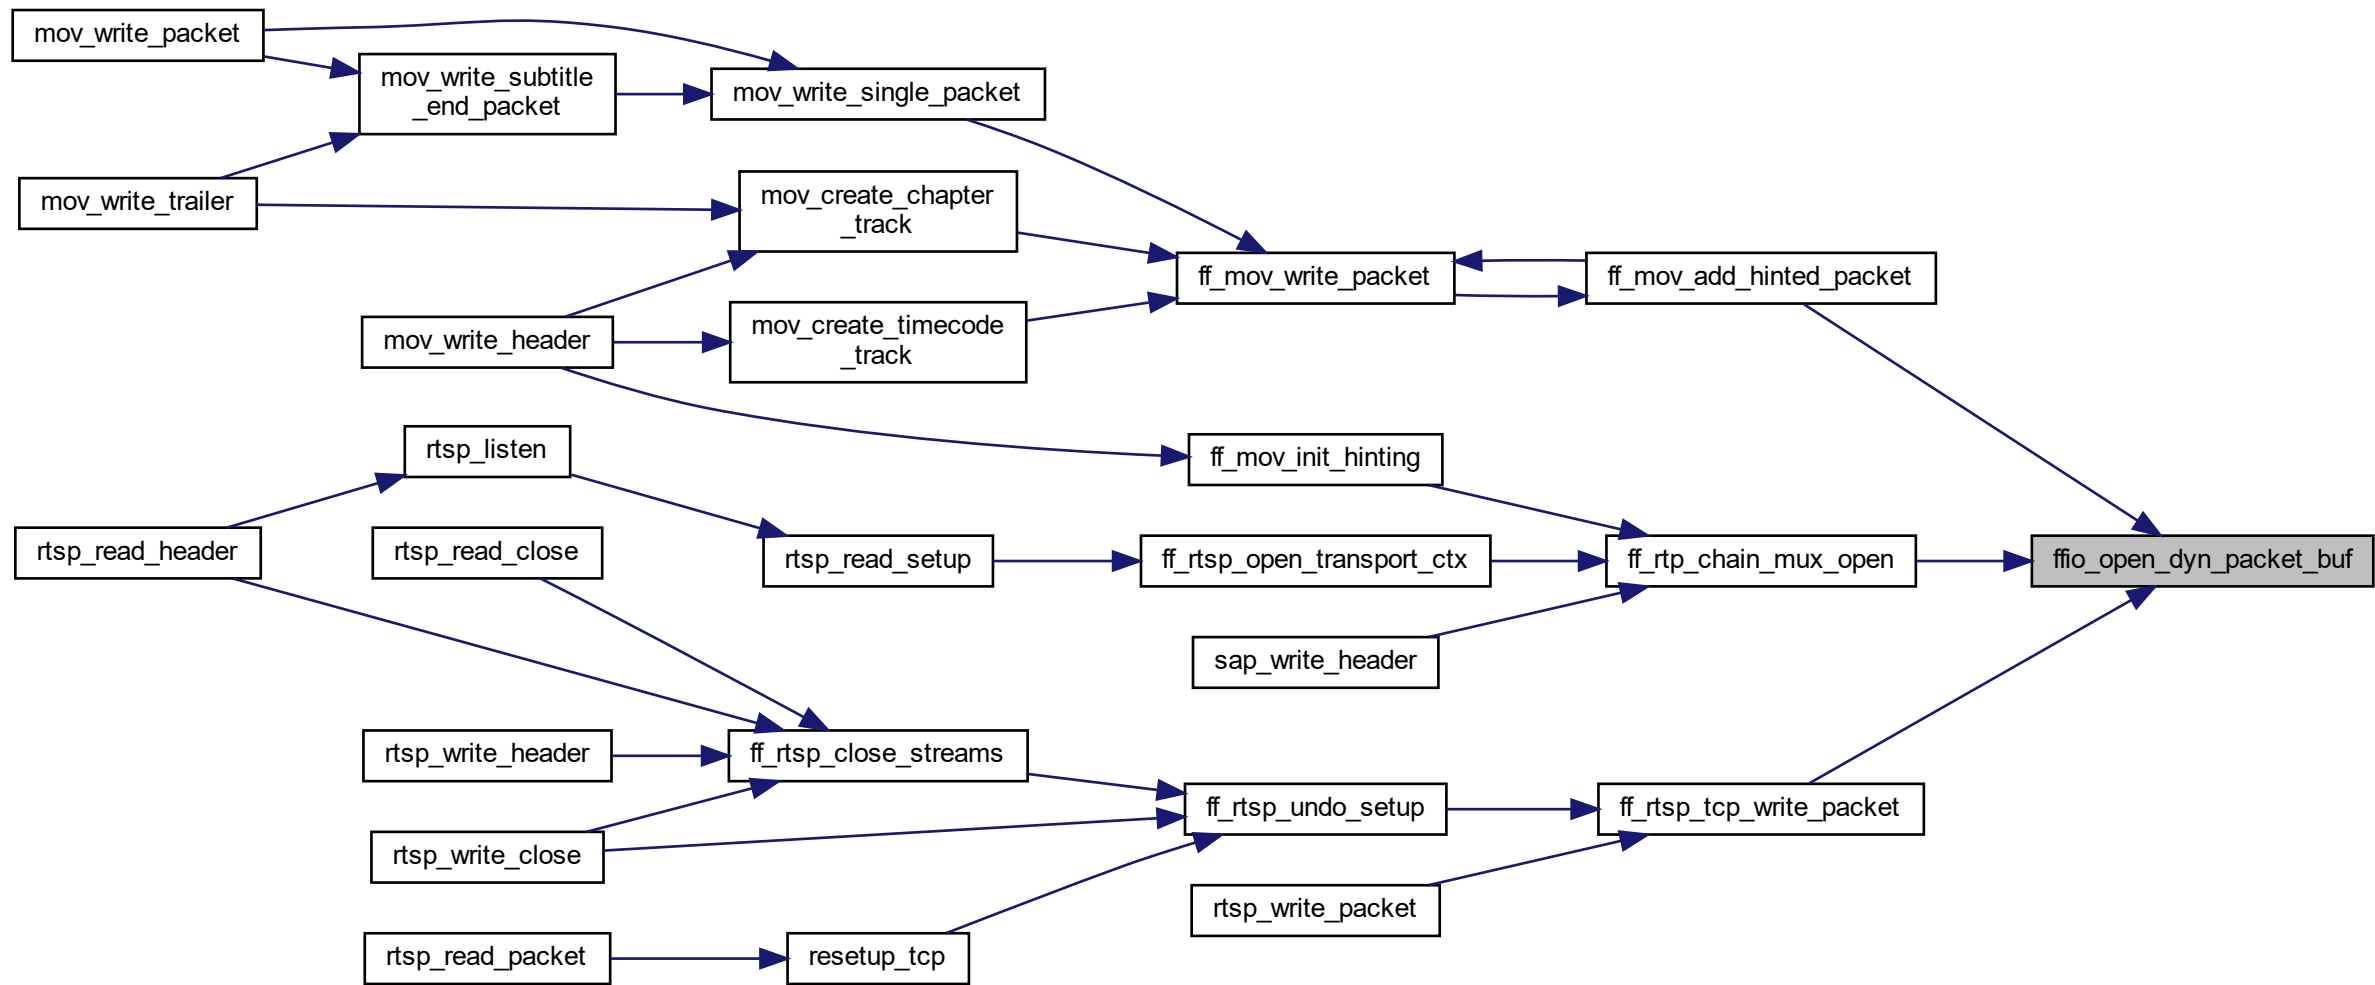 mov_write_packet
mov_write_subtitle
_end_packet
mov_write_single_packet
mov_write_trailer
mov_create_chapter
_track
ff_mov_write_packet
ff_mov_add_hinted_packet
mov_write_header
mov_create_timecode
_track
rtsp_listen
ff_mov_init_hinting
rtsp_read_header
rtsp_read_close
rtsp_read_setup
ff_rtsp_open_transport_ctx
ff_rtp_chain_mux_open
ffio_open_dyn_packet_buf
sap_write_header
rtsp_write_header
ff_rtsp_close_streams
rtsp_write_close
ff_rtsp_undo_setup
ff_rtsp_tcp_write_packet
rtsp_write_packet
rtsp_read_packet
resetup_tcp